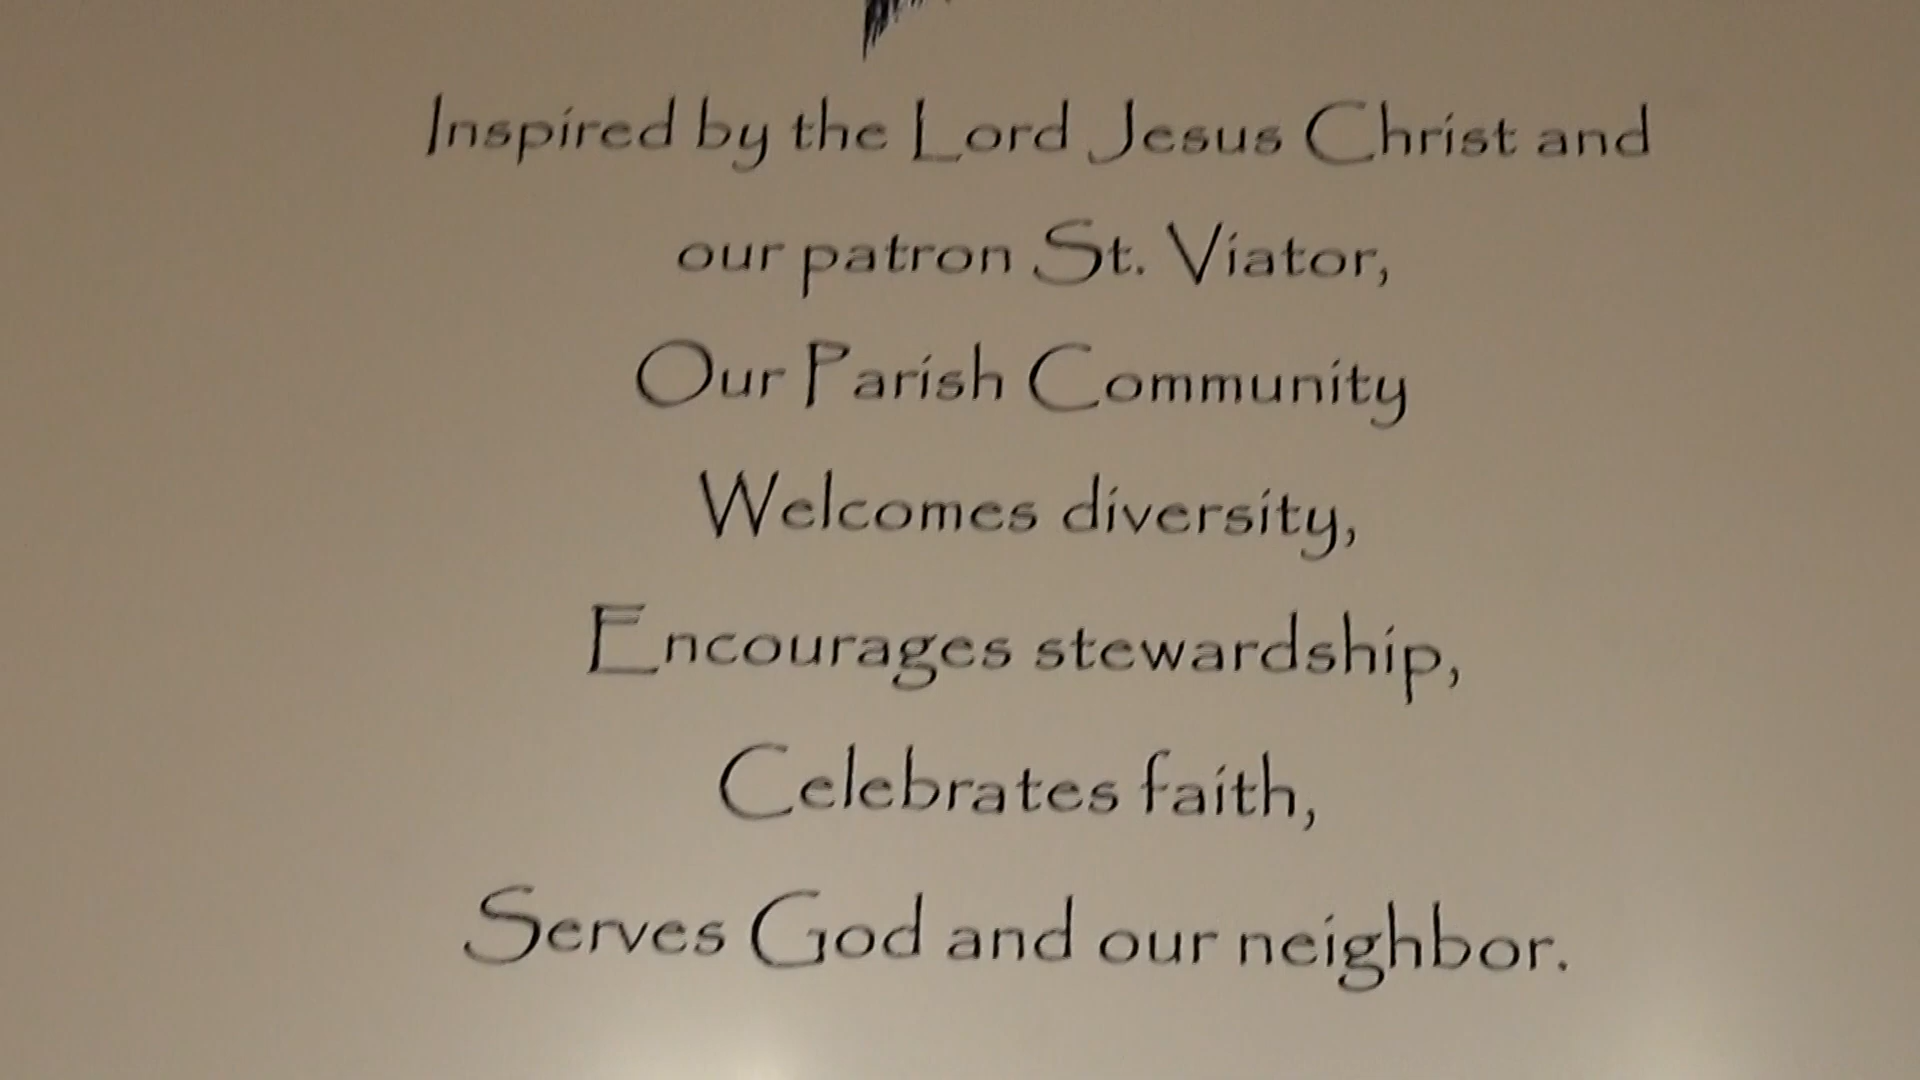 Inspired by the Lord Jesus Christ and
our patron St. Viator,
Our Parish Community
Welcomes diversity,
Encourages stewardship,
Celebrates faith,
Serves God and our neighbor.